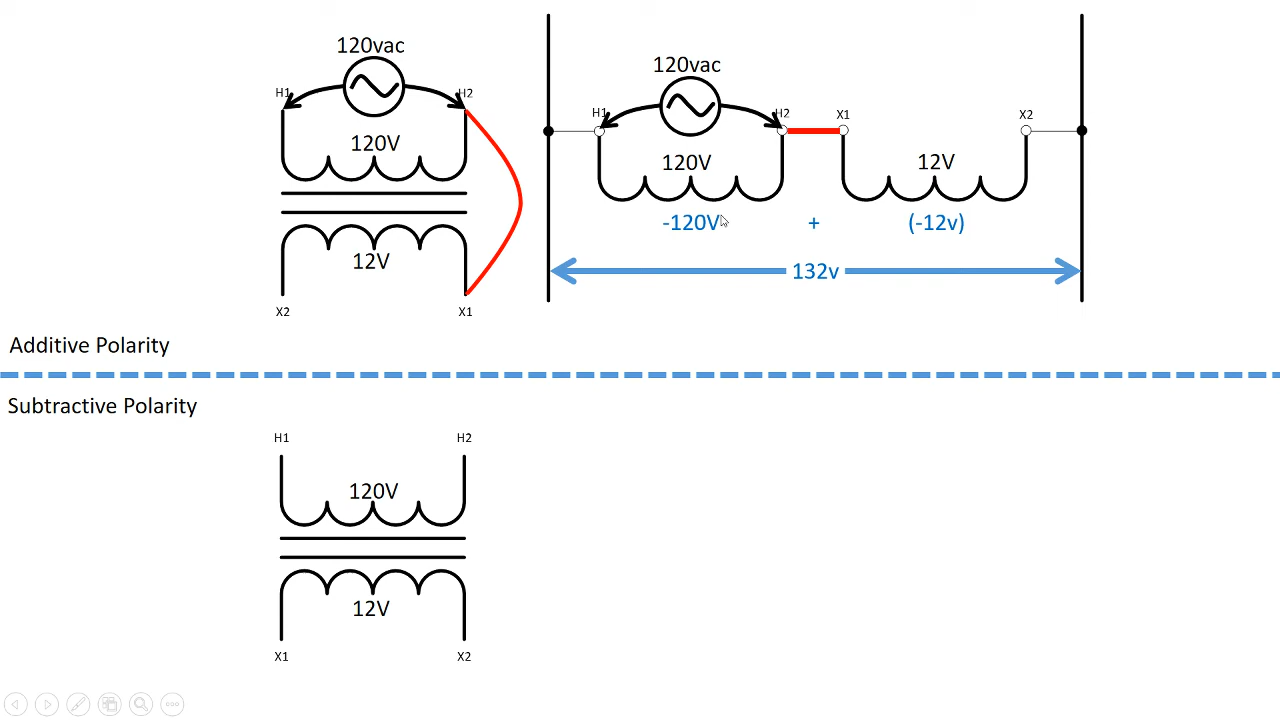 120vac
H1
H2
120V
12V
X2
X1
120vac
H1
H2
X1
X2
120V
12V
-120V + (-12v)
132v
Additive Polarity
Subtractive Polarity
H1
H2
120V
12V
X1
X2